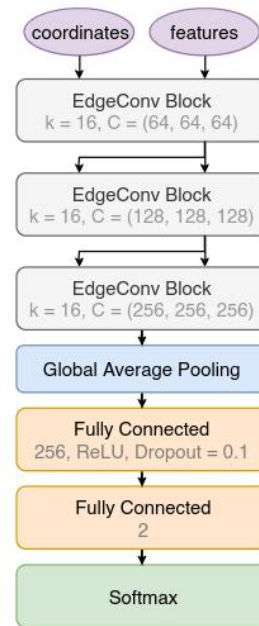 coordinates features
EdgeConv Block
k = 16, C = (64, 64, 64)
EdgeConv Block
k = 16, C = (128, 128, 128)
EdgeConv Block
k = 16, C = (256, 256, 256)
Global Average Pooling
Fully Connected
256, ReLU, Dropout = 0.1
Fully Connected
2
Softmax